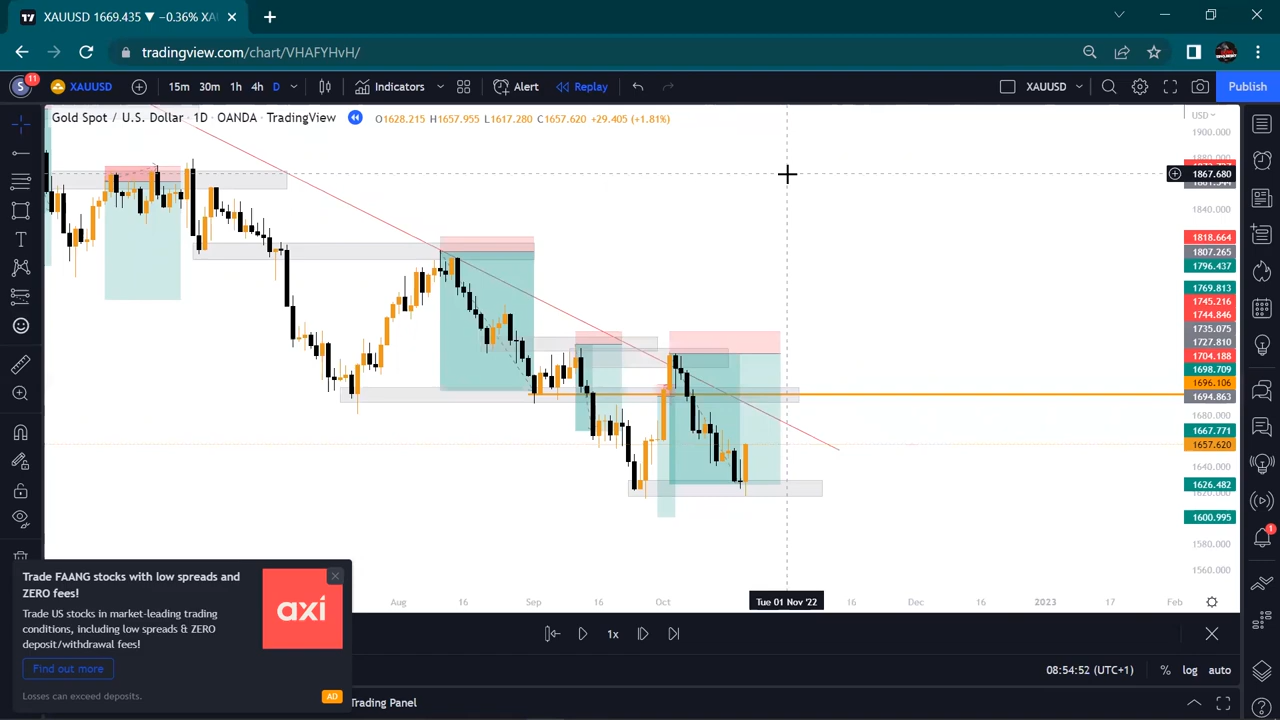 XAUUSD 1669.435 ▼ −0.36% XA
tradingview.com/chart/VHAFYHvH/
S 11 XAUUSD 15m 30m 1h 4h D Indicators Alert Replay XAUUSD Publish
Gold Spot / U.S. Dollar · 1D · OANDA · TradingView O1628.215 H1657.955 L1617.280 C1657.620 +29.405 (+1.81%)
USD
1900.000
1867.680
1840.000
1818.664
1807.265
1796.437
1769.813
1745.216
1744.846
1735.075
1727.810
1704.188
1698.709
1696.106
1694.863
1680.000
1667.771
1657.620
1640.000
1626.482
1600.995
1580.000
1560.000
1
T
Trade FAANG stocks with low spreads and
ZERO fees!
Trade US stocks in market-leading trading
conditions, including low spreads & ZERO
deposit/withdrawal fees!
Find out more
Losses can exceed deposits.
AD
axi
Aug 16 Sep 16 Oct Tue 01 Nov '22 16 Dec 19 2023 17 Feb
1x
08:54:52 (UTC+1) % log auto
Trading Panel